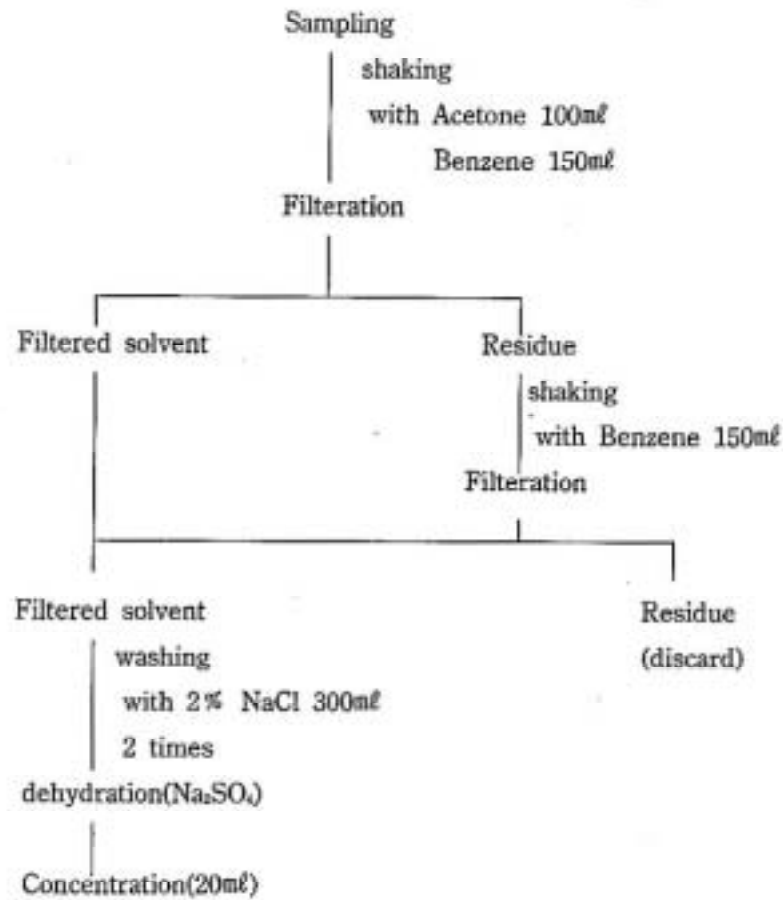 Sampling
shaking
with Acetone 100㎖
Benzene 150㎖
Filteration
Filtered solvent
Residue
shaking
with Benzene 150㎖
Filteration
Filtered solvent
Residue
washing
(discard)
with 2% NaCl 300㎖
2 times
dehydration(Na₂SO₄)
Concentration(20㎖)